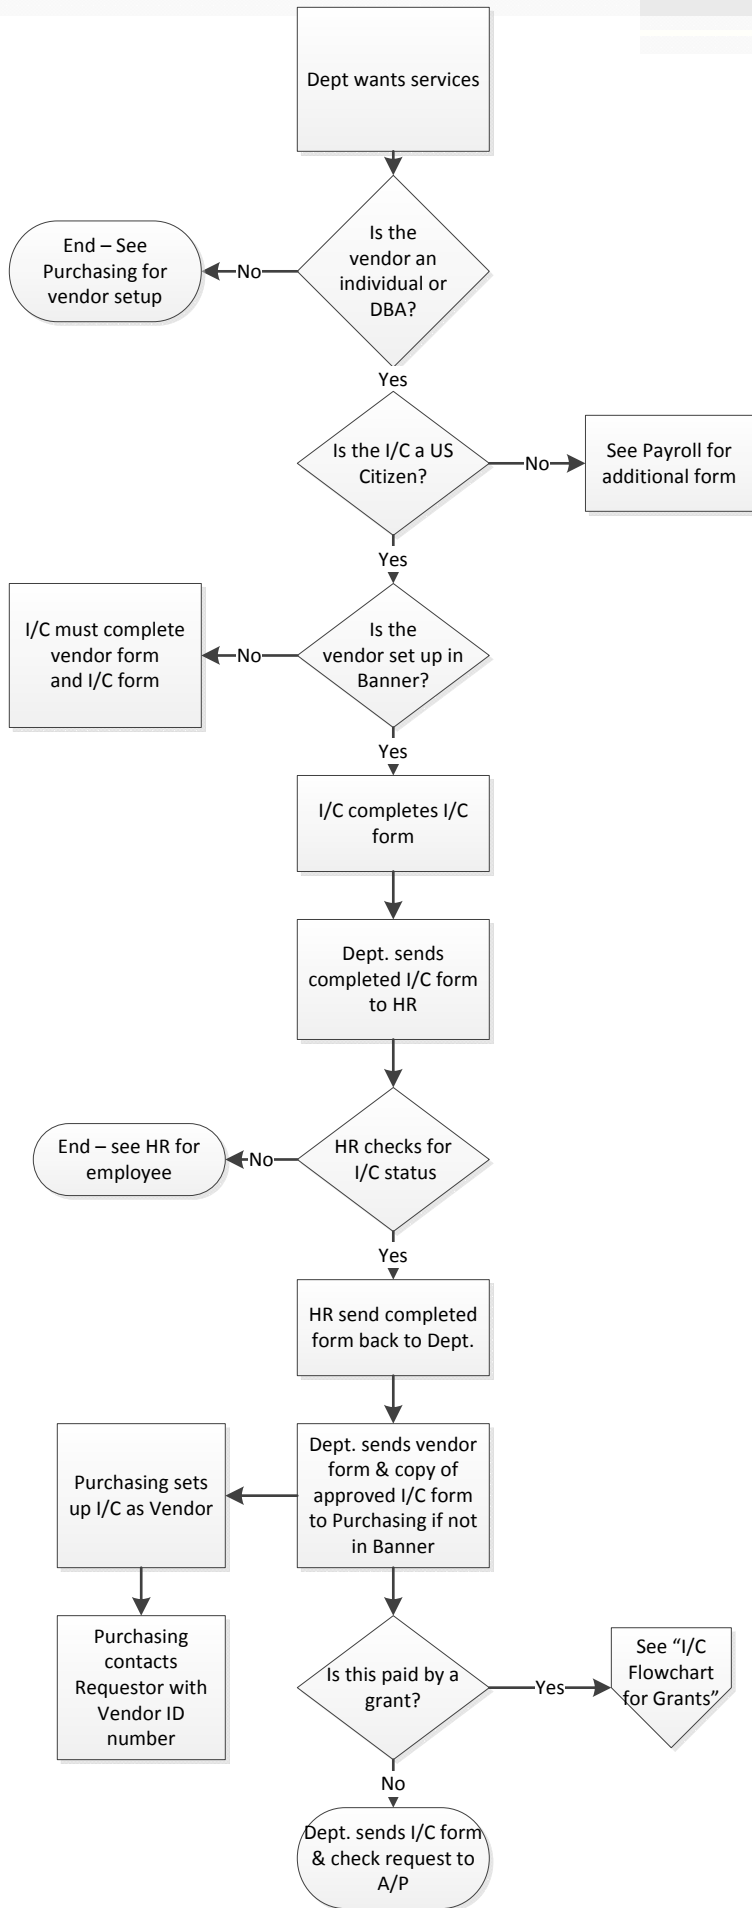 Dept wants services
Is the
vendor an
individual or
DBA?
No
End – See
Purchasing for
vendor setup
Yes
Is the I/C a US
Citizen?
No
See Payroll for
additional form
Yes
Is the
vendor set up in
Banner?
No
I/C must complete
vendor form
and I/C form
Yes
I/C completes I/C
form
Dept. sends
completed I/C form
to HR
HR checks for
I/C status
No
End – see HR for
employee
Yes
HR send completed
form back to Dept.
Dept. sends vendor
form & copy of
approved I/C form
to Purchasing if not
in Banner
Purchasing sets
up I/C as Vendor
Purchasing
contacts
Requestor with
Vendor ID
number
Is this paid by a
grant?
Yes
See “I/C
Flowchart
for Grants”
No
Dept. sends I/C form
& check request to
A/P